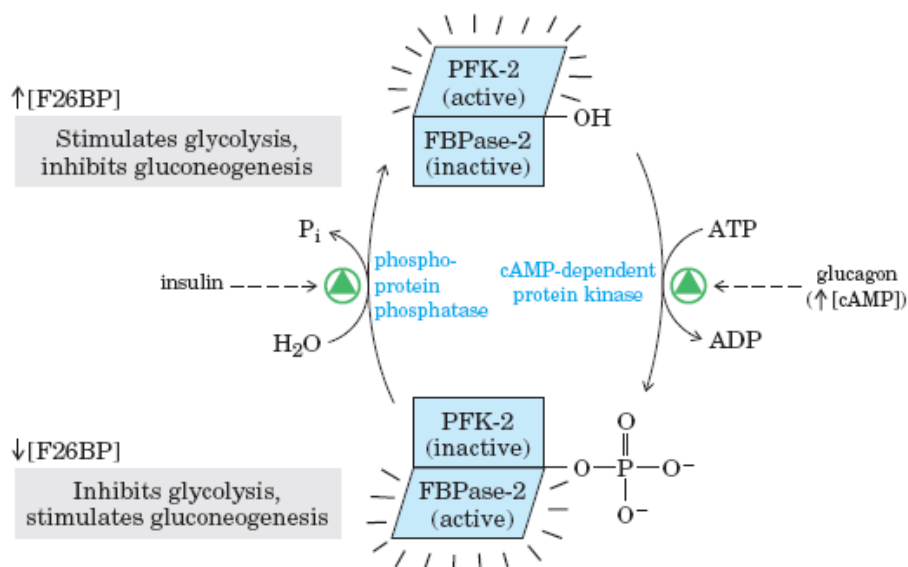 PFK-2
(active)
FBPase-2
(inactive)
OH
↑[F26BP]
Stimulates glycolysis,
inhibits gluconeogenesis
Pi
phospho-
protein
phosphatase
insulin
H2O
cAMP-dependent
protein kinase
ATP
glucagon
(↑[cAMP])
ADP
↓[F26BP]
Inhibits glycolysis,
stimulates gluconeogenesis
PFK-2
(inactive)
FBPase-2
(active)
O
O—P—O−
O−